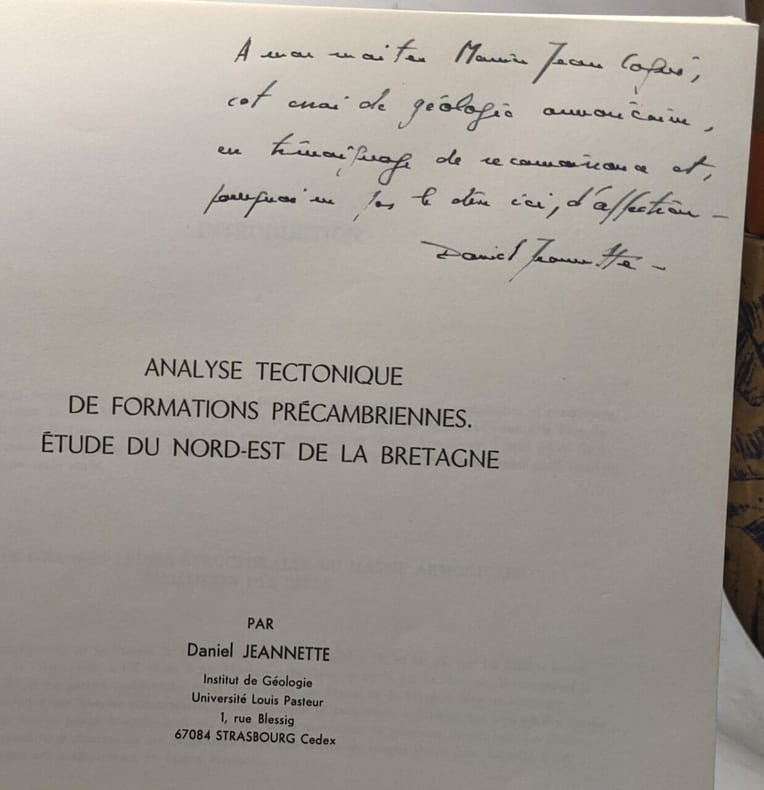 A mon maître Monsieur Jean Cogné,
cet essai de géologie armoricaine,
en témoignage de reconnaissance et,
pourquoi ne pas le dire ici, d'affection –
Daniel Jeannette –
INTRODUCTION
ANALYSE TECTONIQUE
DE FORMATIONS PRÉCAMBRIENNES.
ÉTUDE DU NORD-EST DE LA BRETAGNE
PAR
Daniel JEANNETTE
Institut de Géologie
Université Louis Pasteur
1, rue Blessig
67084 STRASBOURG Cedex